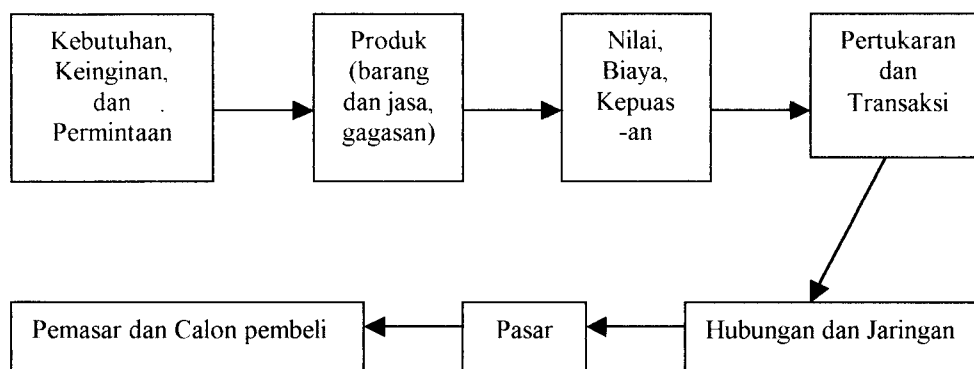 Kebutuhan,
Keinginan,
dan
Permintaan
Produk
(barang
dan jasa,
gagasan)
Nilai,
Biaya,
Kepuas
-an
Pertukaran
dan
Transaksi
Pemasar dan Calon pembeli
Pasar
Hubungan dan Jaringan